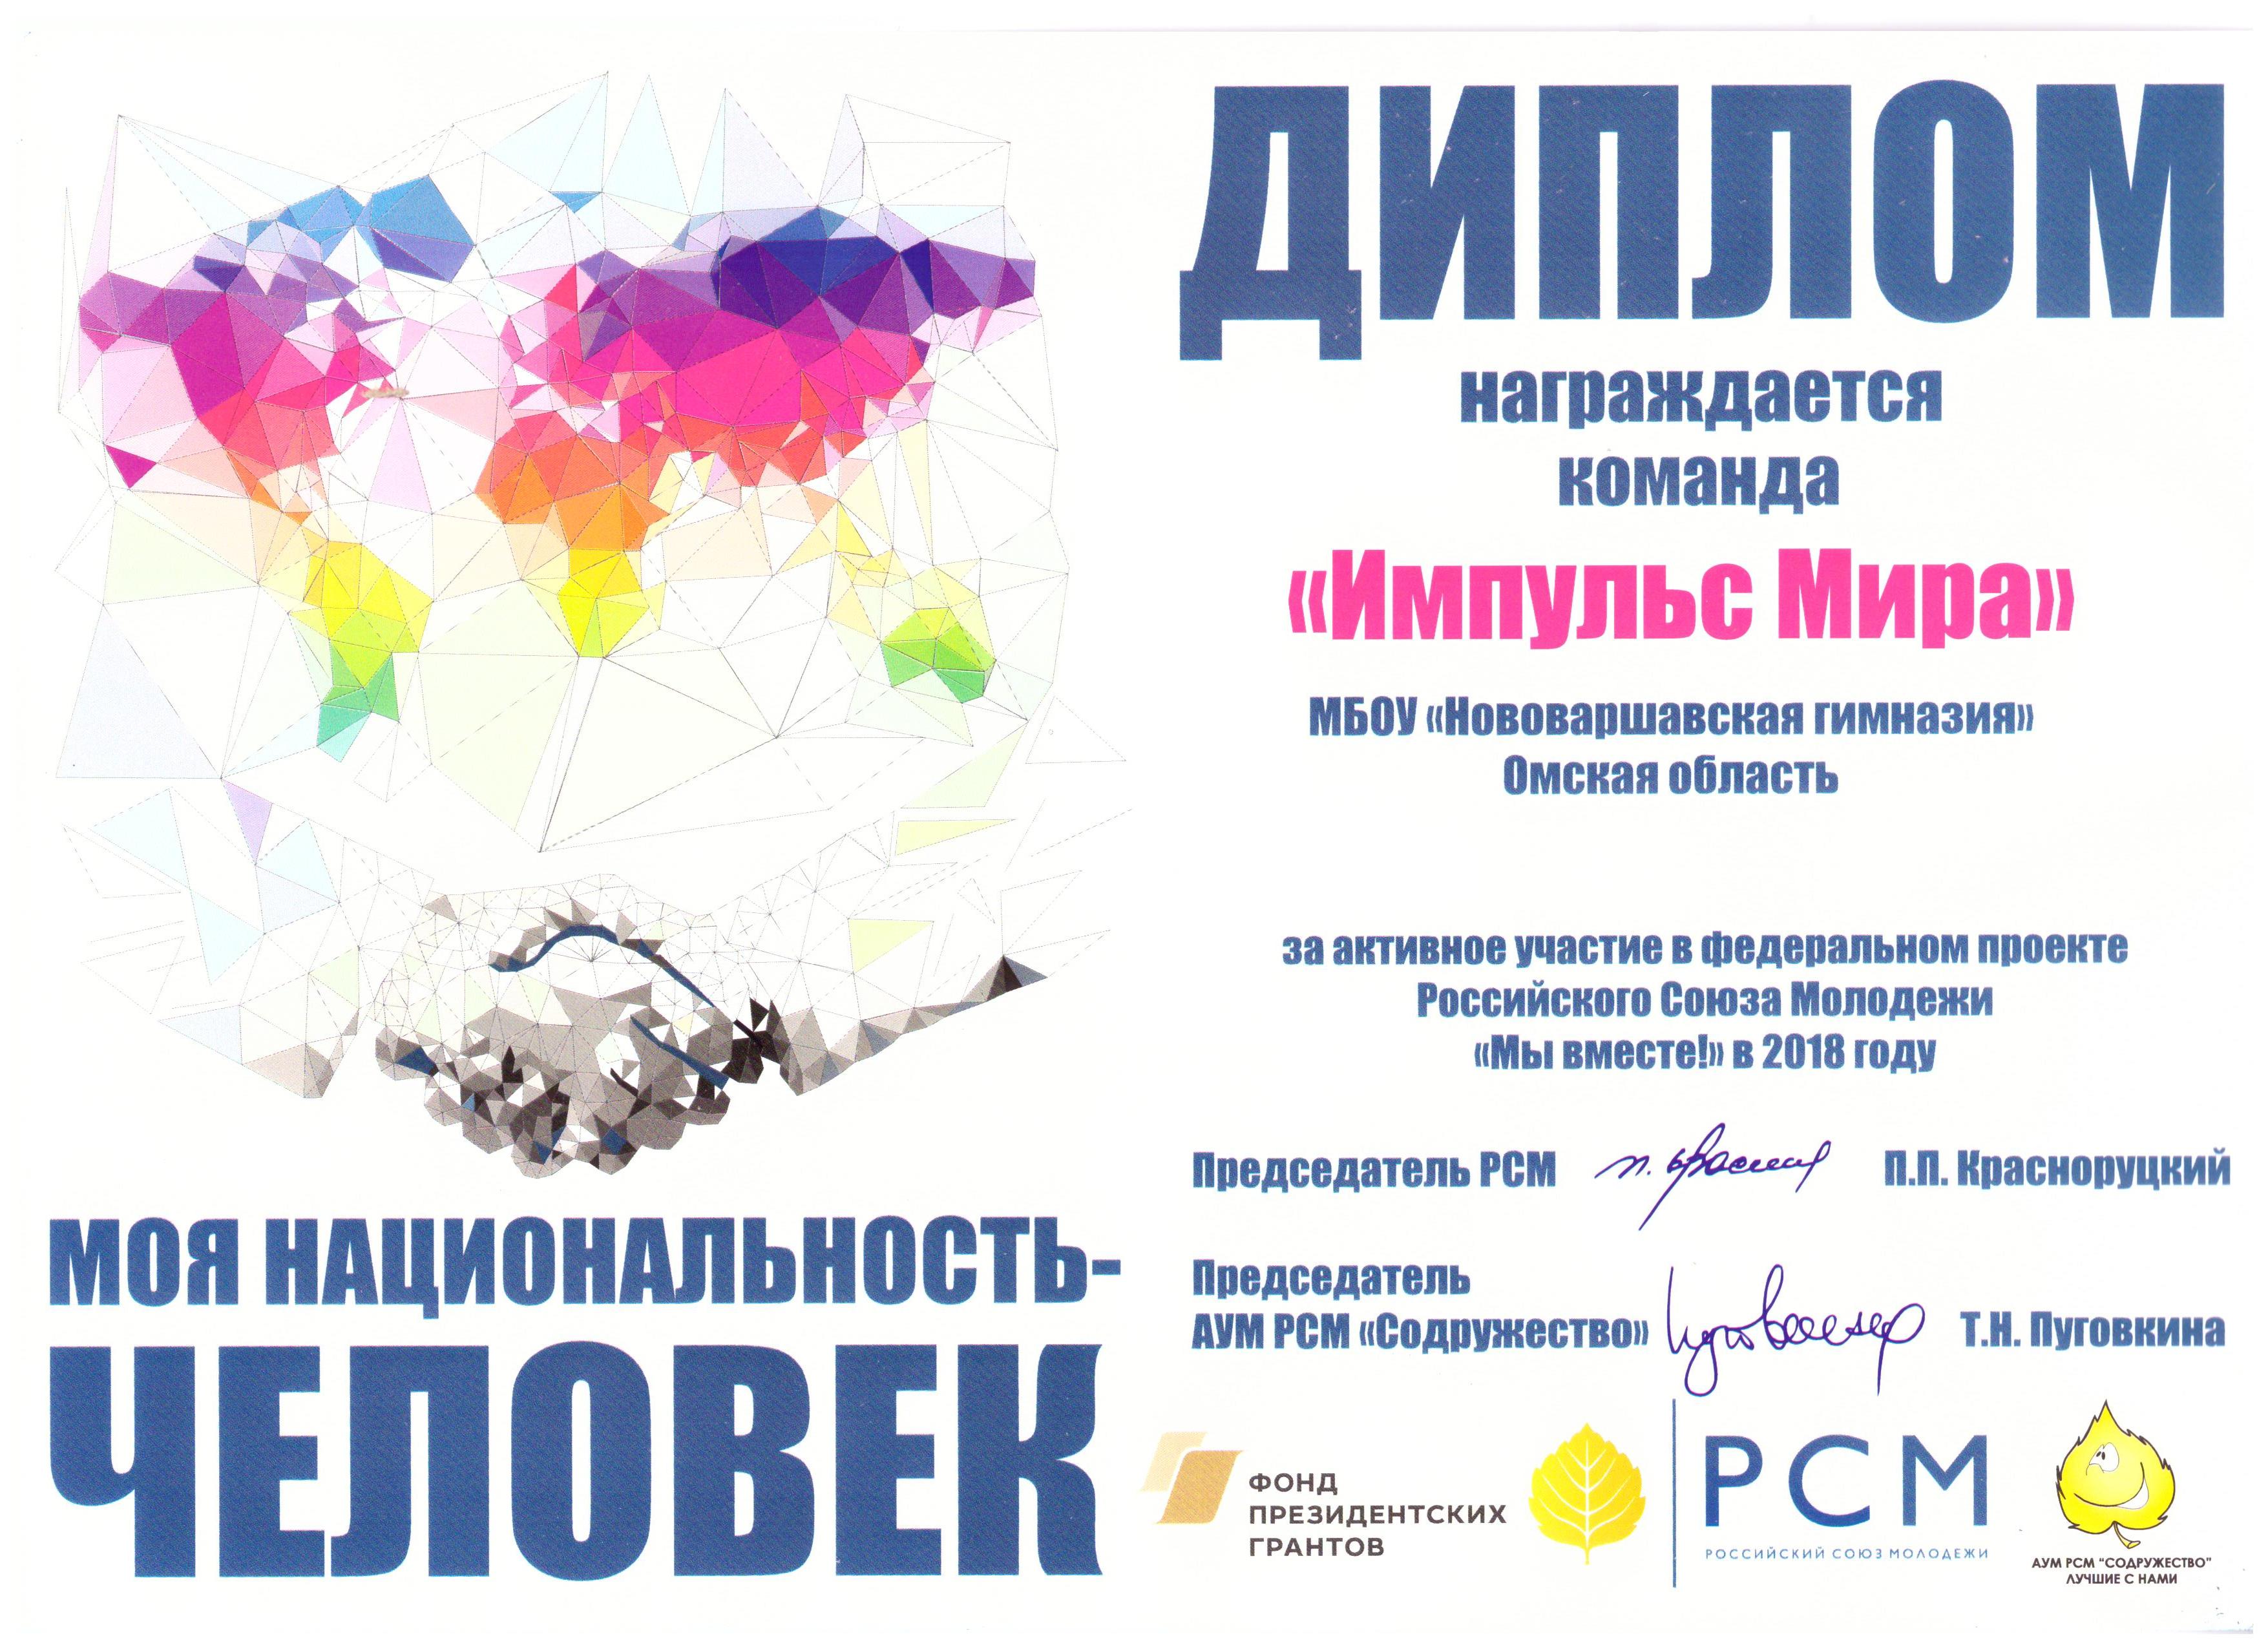 ДИПЛОМ
награждается
команда
«Импульс Мира»
МБОУ «Нововаршавская гимназия»
Омская область
за активное участие в федеральном проекте
Российского Союза Молодежи
«Мы вместе!» в 2018 году
Председатель РСМ П.П. Красноруцкий
Председатель
АУМ РСМ «Содружество» Т.Н. Пуговкина
МОЯ НАЦИОНАЛЬНОСТЬ-
ЧЕЛОВЕК
ФОНД
ПРЕЗИДЕНТСКИХ
ГРАНТОВ
РСМ
РОССИЙСКИЙ СОЮЗ МОЛОДЕЖИ
АУМ РСМ "СОДРУЖЕСТВО"
ЛУЧШИЕ С НАМИ